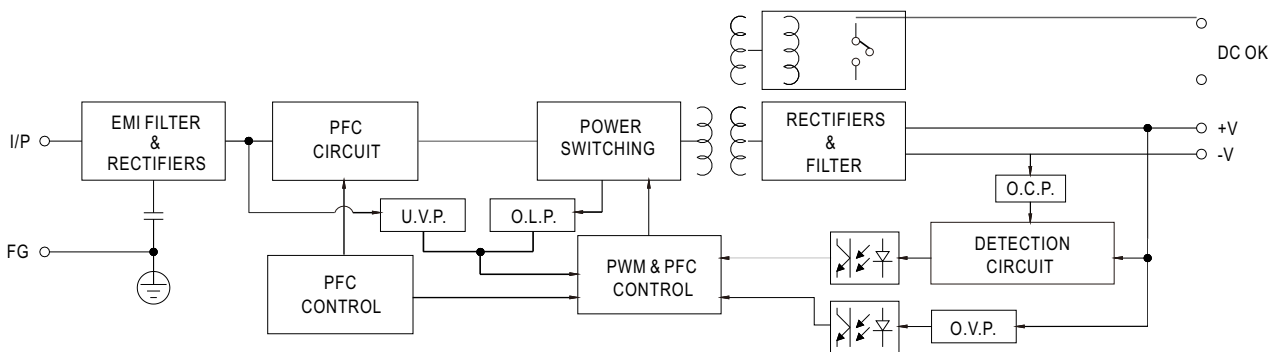 DC OK
I/P
EMI FILTER
&
RECTIFIERS
PFC
CIRCUIT
POWER
SWITCHING
RECTIFIERS
&
FILTER
+V
-V
O.C.P.
U.V.P.
O.L.P.
FG
PFC
CONTROL
PWM & PFC
CONTROL
DETECTION
CIRCUIT
O.V.P.